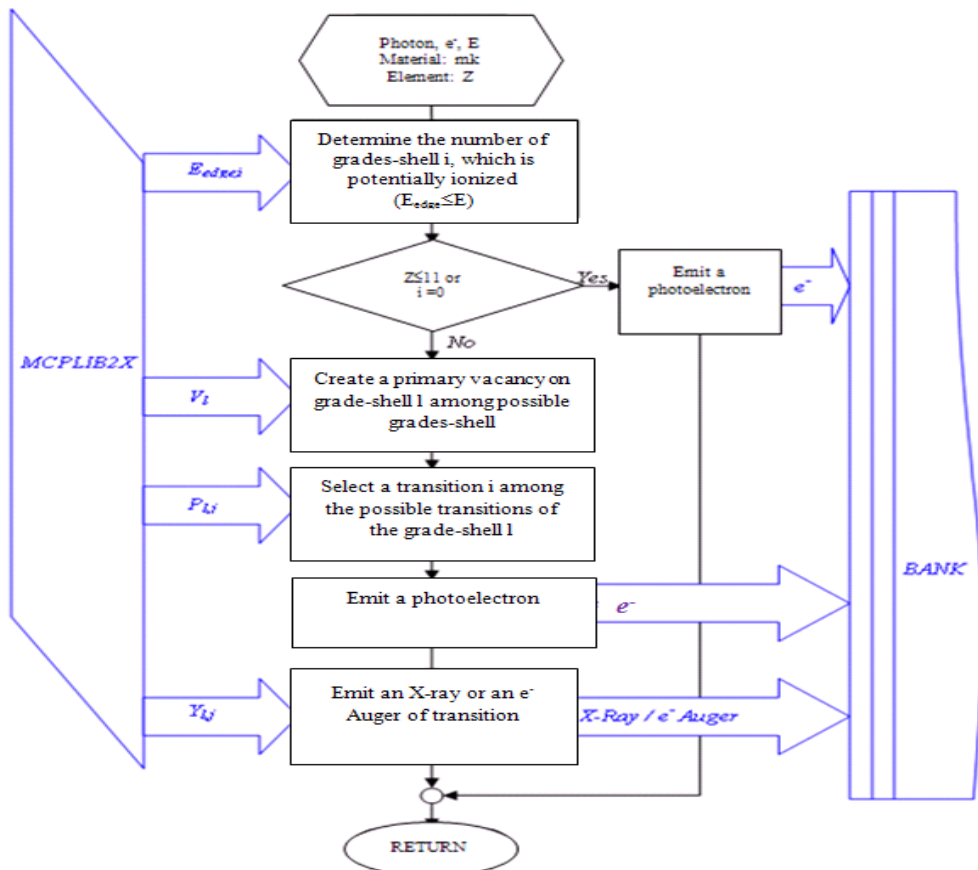 Photon, e-, E
Material: mk
Element: Z
Determine the number of
grades-shell i, which is
potentially ionized
(Eedge≤E)
Eedgei
Z≤11 or
i =0
Yes
Emit a
photoelectron
e-
No
MCPLIB2X
Create a primary vacancy on
grade-shell l among possible
grades-shell
Vl
Select a transition i among
the possible transitions of
the grade-shell l
Pl,j
BANK
Emit a photoelectron
e-
Emit an X-ray or an e-
Auger of transition
Yl,j
X-Ray / e- Auger
RETURN